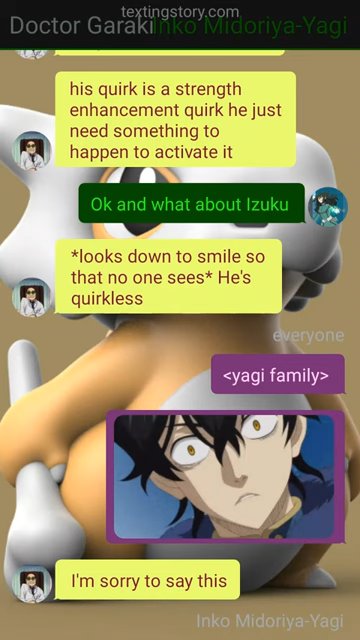 textingstory.com
Doctor Garaki Inko Midoriya-Yagi
his quirk is a strength
enhancement quirk he just
need something to
happen to activate it
Ok and what about Izuku
*looks down to smile so
that no one sees* He's
quirkless
everyone
<yagi family>
I'm sorry to say this
Inko Midoriya-Yagi